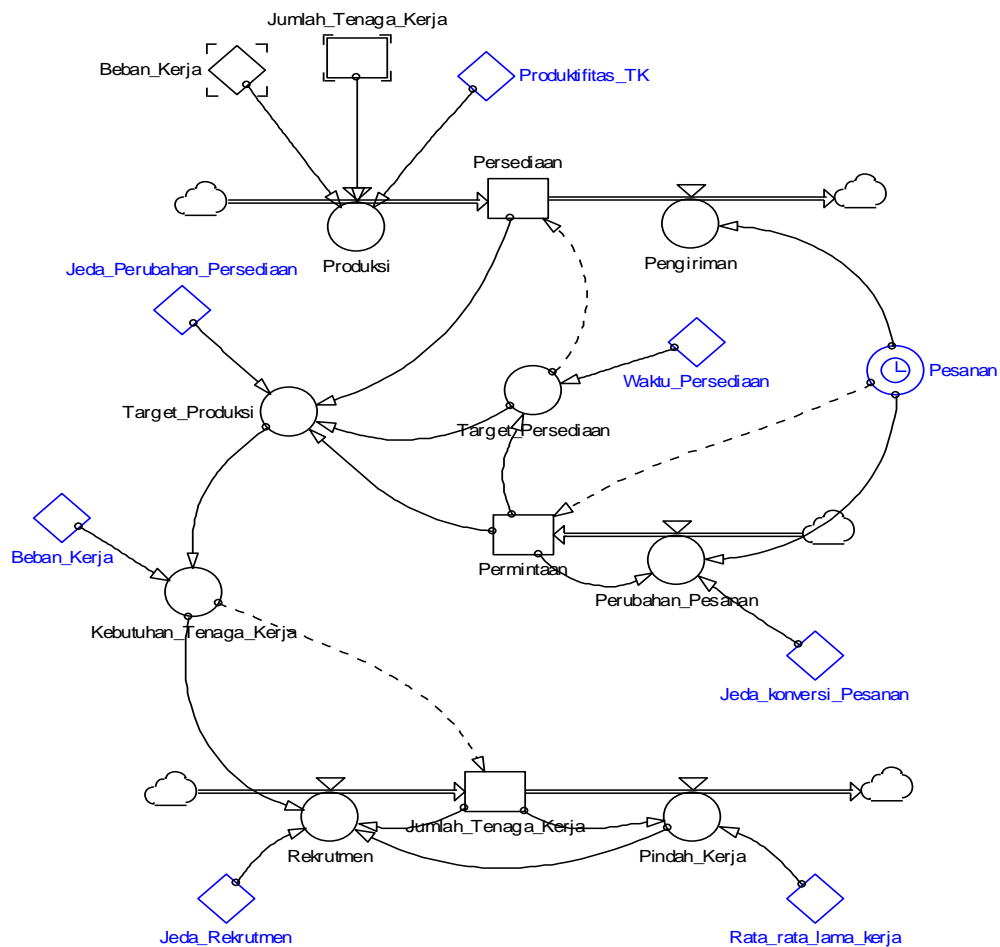 Jumlah_Tenaga_Kerja
Beban_Kerja
Produktifitas_TK
Persediaan
Produksi
Pengiriman
Jeda_Perubahan_Persediaan
Waktu_Persediaan
Pesanan
Target_Produksi
Target_Persediaan
Beban_Kerja
Permintaan
Perubahan_Pesanan
Kebutuhan_Tenaga_Kerja
Jeda_konversi_Pesanan
Jumlah_Tenaga_Kerja
Rekrutmen
Pindah_Kerja
Jeda_Rekrutmen
Rata_rata_lama_kerja